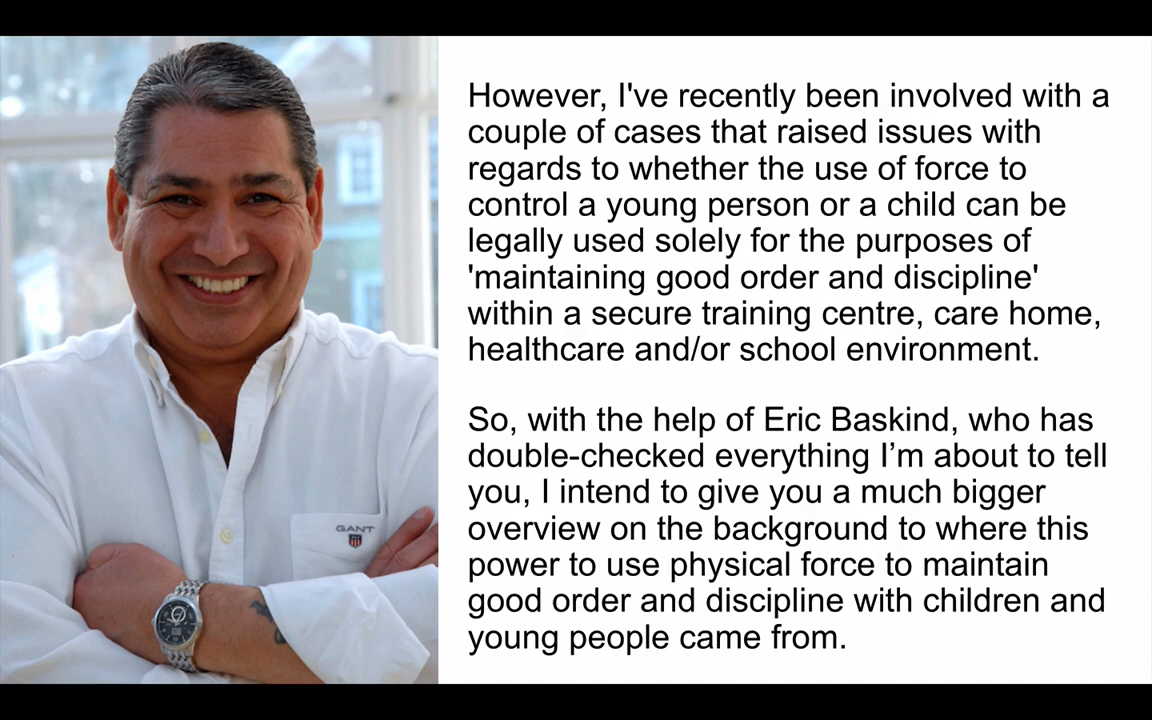 However, I've recently been involved with a
couple of cases that raised issues with
regards to whether the use of force to
control a young person or a child can be
legally used solely for the purposes of
'maintaining good order and discipline'
within a secure training centre, care home,
healthcare and/or school environment.
So, with the help of Eric Baskind, who has
double-checked everything I’m about to tell
you, I intend to give you a much bigger
overview on the background to where this
power to use physical force to maintain
good order and discipline with children and
young people came from.
GANT